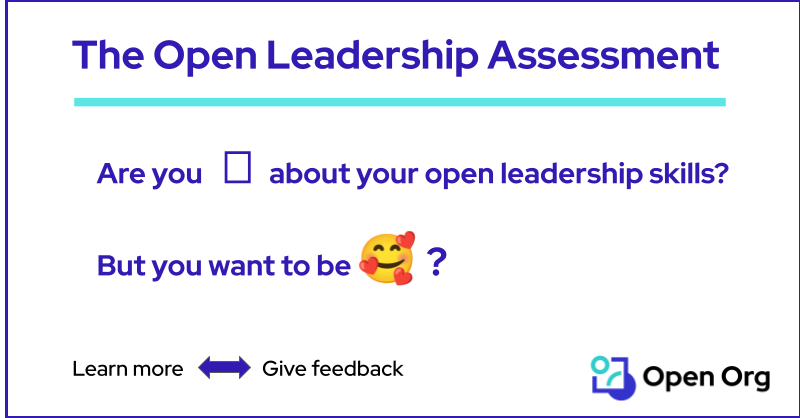 The Open Leadership Assessment
Are you about your open leadership skills?
But you want to be 🥰 ?
Learn more ↔ Give feedback
Open Org